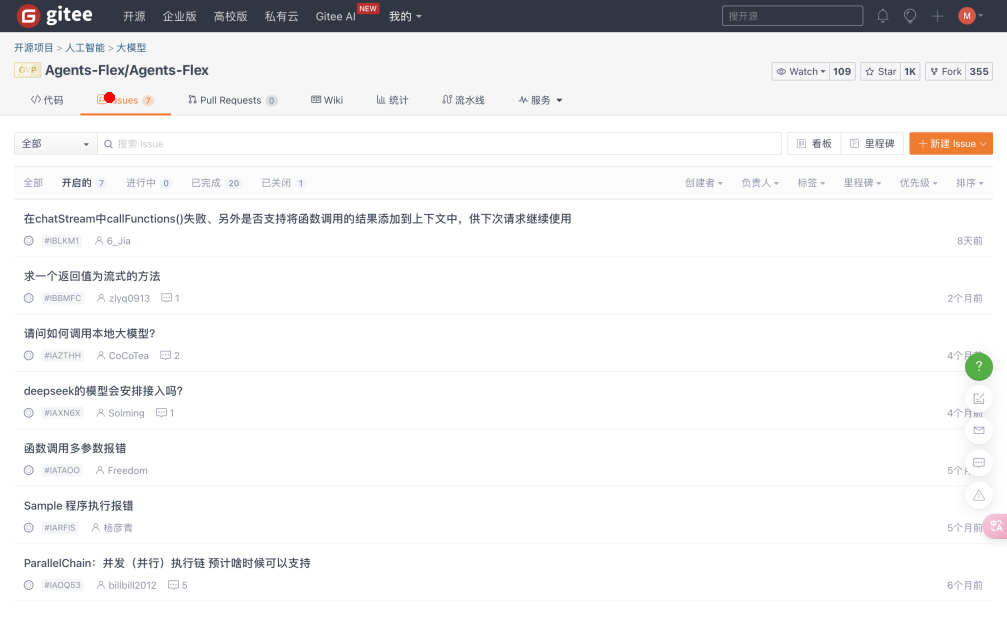 gitee 开源 企业版 高校版 私有云 Gitee AI NEW 我的 搜开源 M
开源项目 > 人工智能 > 大模型
GVP Agents-Flex/Agents-Flex Watch 109 Star 1K Fork 355
代码 ssues 7 Pull Requests 0 Wiki 统计 流水线 服务
全部 搜索 Issue 看板 里程碑 新建 Issue
全部 开启的 7 进行中 0 已完成 20 已关闭 1 创建者 负责人 标签 里程碑 优先级 排序
在chatStream中callFunctions()失败、另外是否支持将函数调用的结果添加到上下文中，供下次请求继续使用
#IBLKM1 6_Jia 8天前
求一个返回值为流式的方法
#IBBMFC zlyq0913 1 2个月前
请问如何调用本地大模型?
#IAZTHH CoCoTea 2 4个月前
?
deepseek的模型会安排接入吗?
#IAXN6X Solming 1 4个月前
函数调用多参数报错
#IATAOO Freedom 5个月
Sample 程序执行报错
#IARFIS 杨彦青 5个月前
ParallelChain：并发（并行）执行链 预计啥时候可以支持
#IAOQ53 billbill2012 5 6个月前